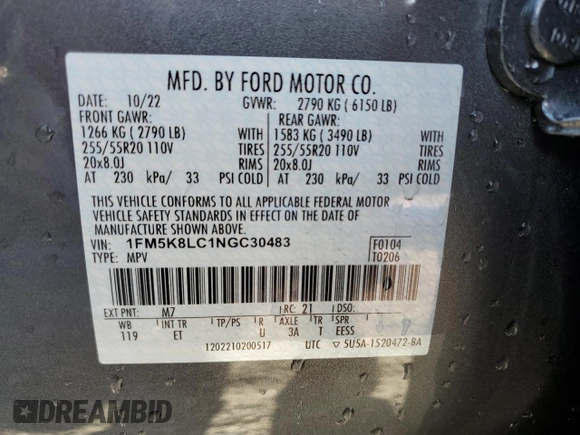 MFD. BY FORD MOTOR CO.
DATE: 10/22 GVWR: 2790 KG ( 6150 LB)
FRONT GAWR: REAR GAWR:
1266 KG ( 2790 LB) WITH 1583 KG ( 3490 LB) WITH
255/55R20 110V TIRES 255/55R20 110V TIRES
20x8.0J RIMS 20x8.0J RIMS
AT 230 kPa/ 33 PSI COLD AT 230 kPa/ 33 PSI COLD
THIS VEHICLE CONFORMS TO ALL APPLICABLE FEDERAL MOTOR
VEHICLE SAFETY AND BUMPER STANDARDS IN EFFECT ON THE DATE OF
MANUFACTURE SHOWN ABOVE.
VIN: 1FM5K8LC1NGC30483 F0104
TYPE: MPV T0206
EXT PNT: M7 RC: 21 DSO:
WB INT TR TP/PS R AXLE TR SPR
119 ET U 3A T EESS
1202210200517 UTC ▽ 5U5A-1520472-BA
DREAMBID